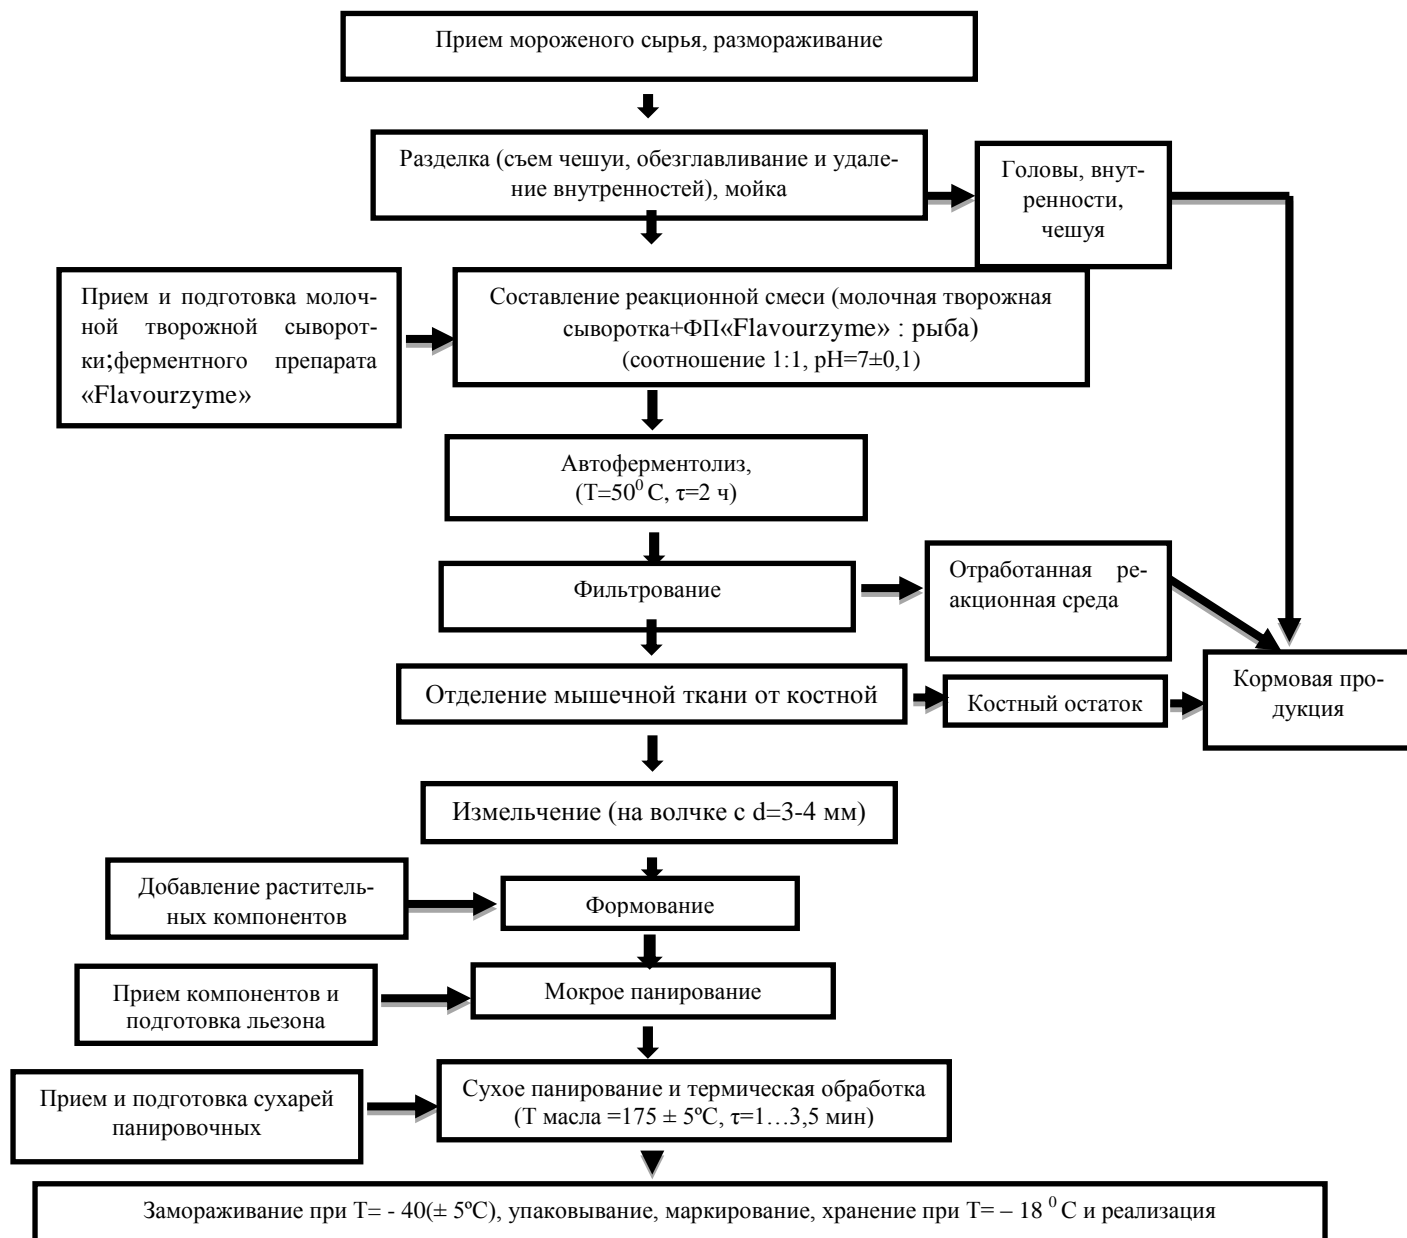 Прием мороженого сырья, размораживание
Разделка (съем чешуи, обезглавливание и удале-
ние внутренностей), мойка
Головы, внут-
ренности,
чешуя
Прием и подготовка молоч-
ной творожной сыворот-
ки;ферментного препарата
«Flavourzyme»
Составление реакционной смеси (молочная творожная
сыворотка+ФП«Flavourzyme» : рыба)
(соотношение 1:1, pH=7±0,1)
Автоферментолиз,
(T=50⁰ C, τ=2 ч)
Фильтрование
Отработанная ре-
акционная среда
Отделение мышечной ткани от костной
Костный остаток
Кормовая про-
дукция
Измельчение (на волчке с d=3-4 мм)
Добавление раститель-
ных компонентов
Формование
Прием компонентов и
подготовка льезона
Мокрое панирование
Прием и подготовка сухарей
панировочных
Сухое панирование и термическая обработка
(Т масла =175 ± 5ºС, τ=1…3,5 мин)
Замораживание при Т= - 40(± 5ºС), упаковывание, маркирование, хранение при Т= – 18 ⁰ С и реализация